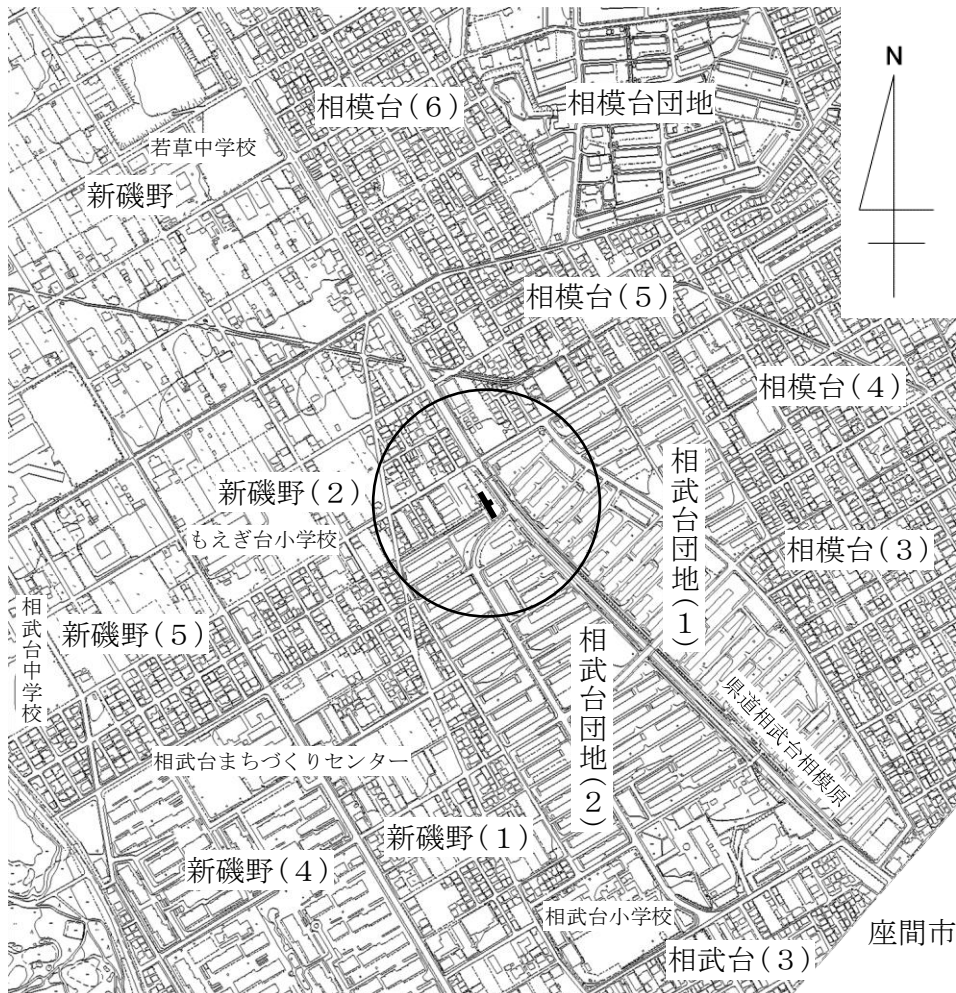 N
相模台(6)
相模台団地
若草中学校
新磯野
相模台(5)
相模台(4)
新磯野(2)
相武台団地(1)
もえぎ台小学校
相模台(3)
相武台中学校
新磯野(5)
相武台団地(2)
県道相武台相模原
相武台まちづくりセンター
新磯野(1)
新磯野(4)
相武台小学校
座間市
相武台(3)